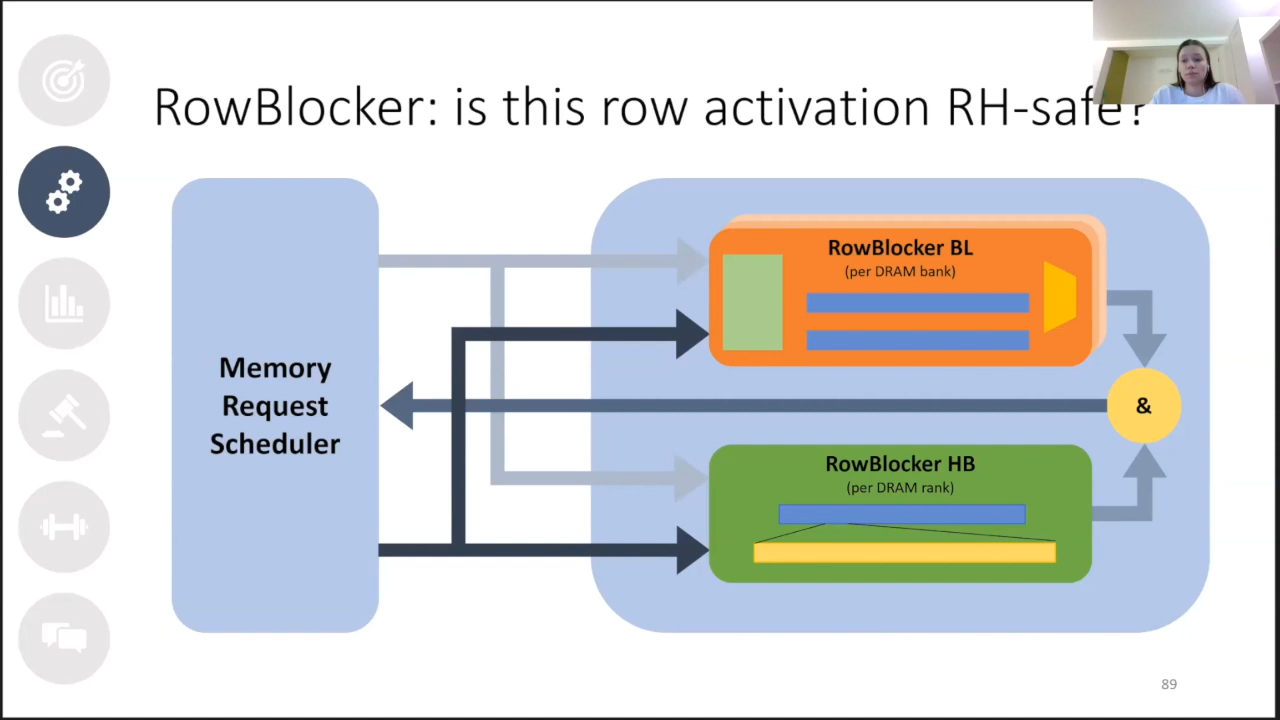 RowBlocker: is this row activation RH-safe?
RowBlocker BL
(per DRAM bank)
Memory
Request
Scheduler
&
RowBlocker HB
(per DRAM rank)
89